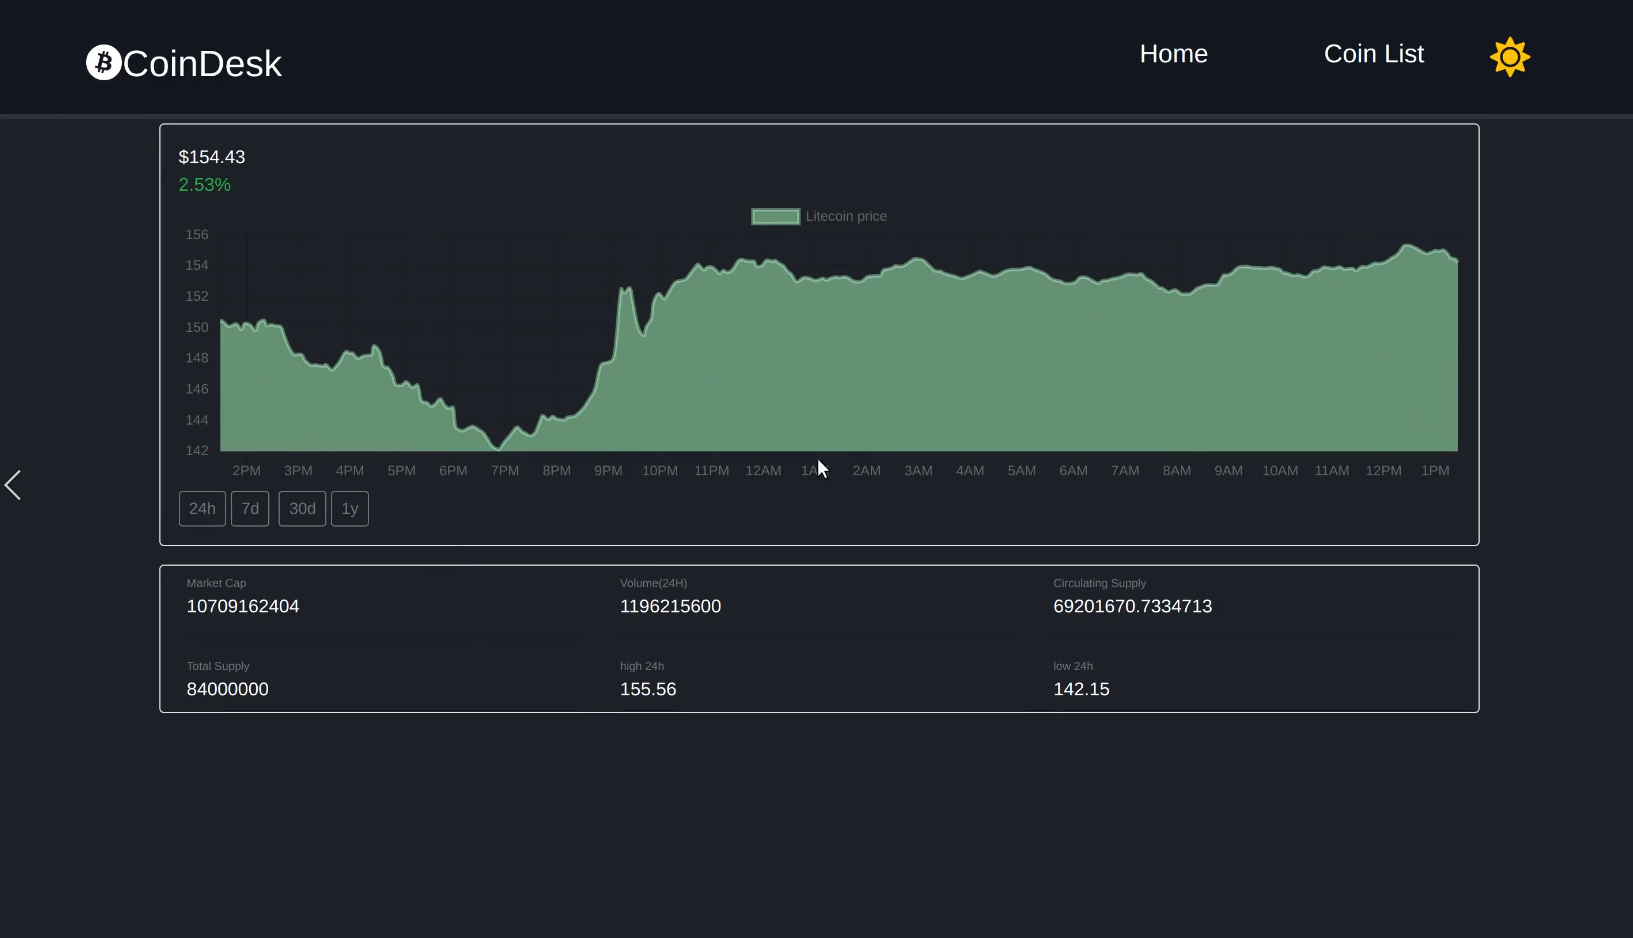 CoinDesk
Home
Coin List
$154.43
2.53%
Litecoin price
156
154
152
150
148
146
144
142
2PM 3PM 4PM 5PM 6PM 7PM 8PM 9PM 10PM 11PM 12AM 2AM 3AM 4AM 5AM 6AM 7AM 8AM 9AM 10AM 11AM 12PM 1PM
24h 7d 30d 1y
Market Cap Volume(24H) Circulating Supply
10709162404 1196215600 69201670.7334713
Total Supply high 24h low 24h
84000000 155.56 142.15